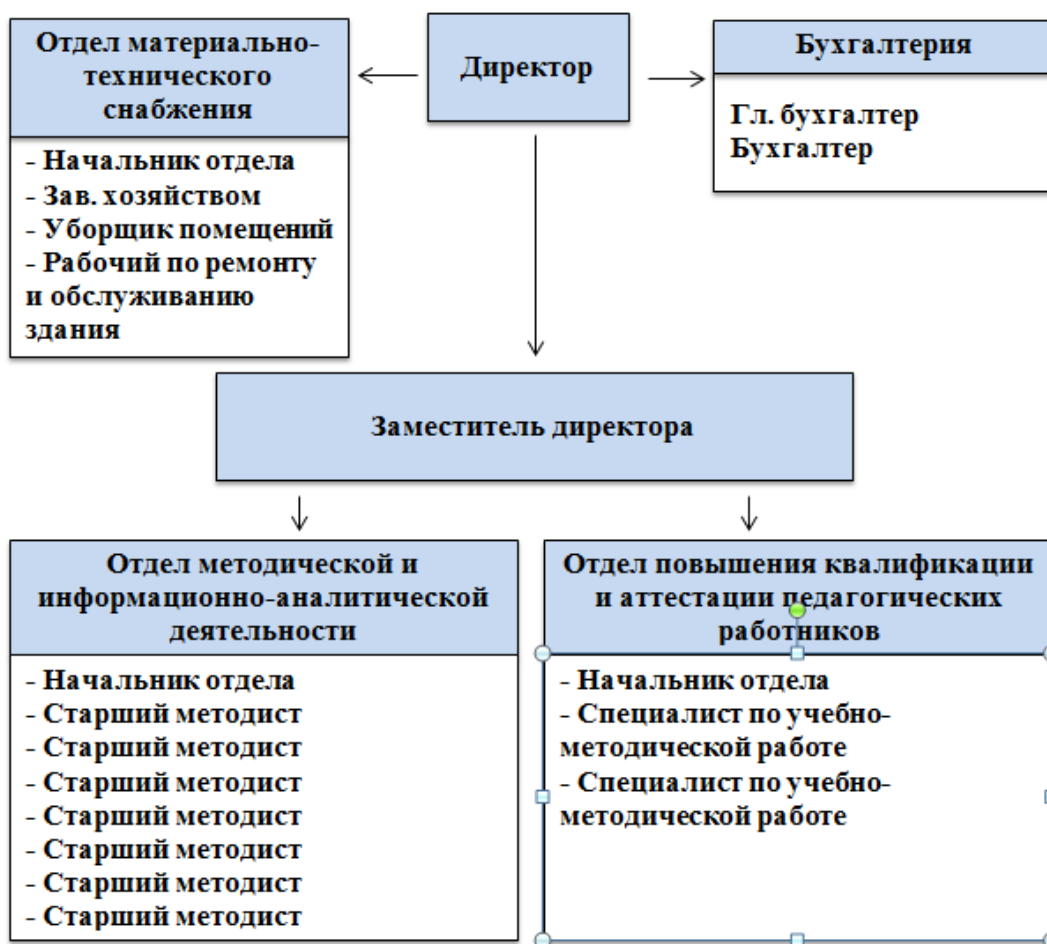 Отдел материально-
технического
снабжения
- Начальник отдела
- Зав. хозяйством
- Уборщик помещений
- Рабочий по ремонту
и обслуживанию
здания
Директор
Бухгалтерия
Гл. бухгалтер
Бухгалтер
Заместитель директора
Отдел методической и
информационно-аналитической
деятельности
- Начальник отдела
- Старший методист
- Старший методист
- Старший методист
- Старший методист
- Старший методист
- Старший методист
- Старший методист
Отдел повышения квалификации
и аттестации педагогических
работников
- Начальник отдела
- Специалист по учебно-
методической работе
- Специалист по учебно-
методической работе